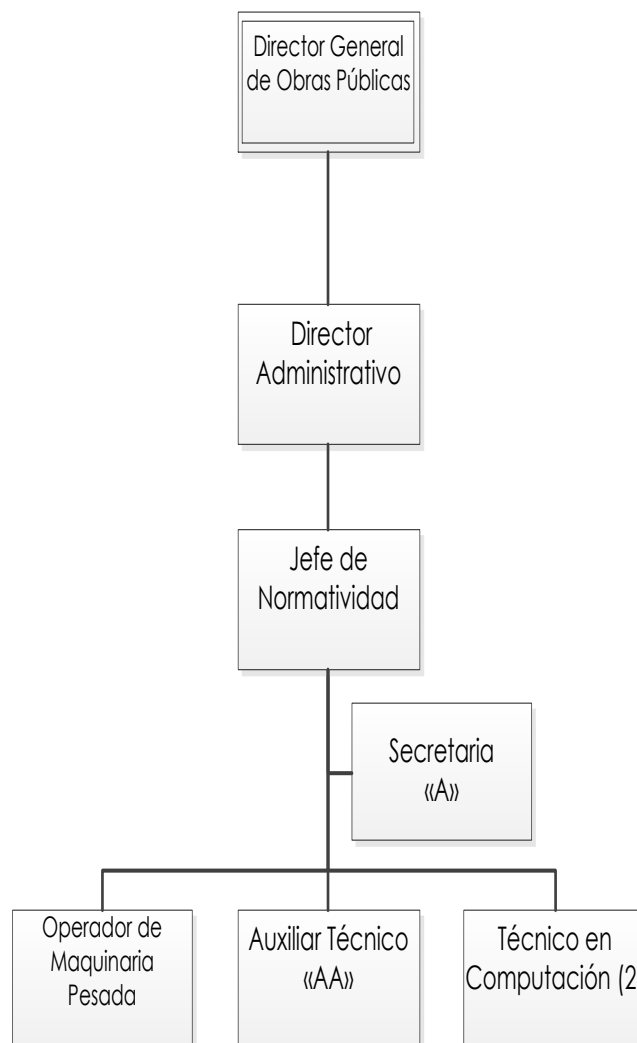 Director General
de Obras Públicas
Director
Administrativo
Jefe de
Normatividad
Secretaria
«A»
Operador de
Maquinaria
Pesada
Auxiliar Técnico
«AA»
Técnico en
Computación (2